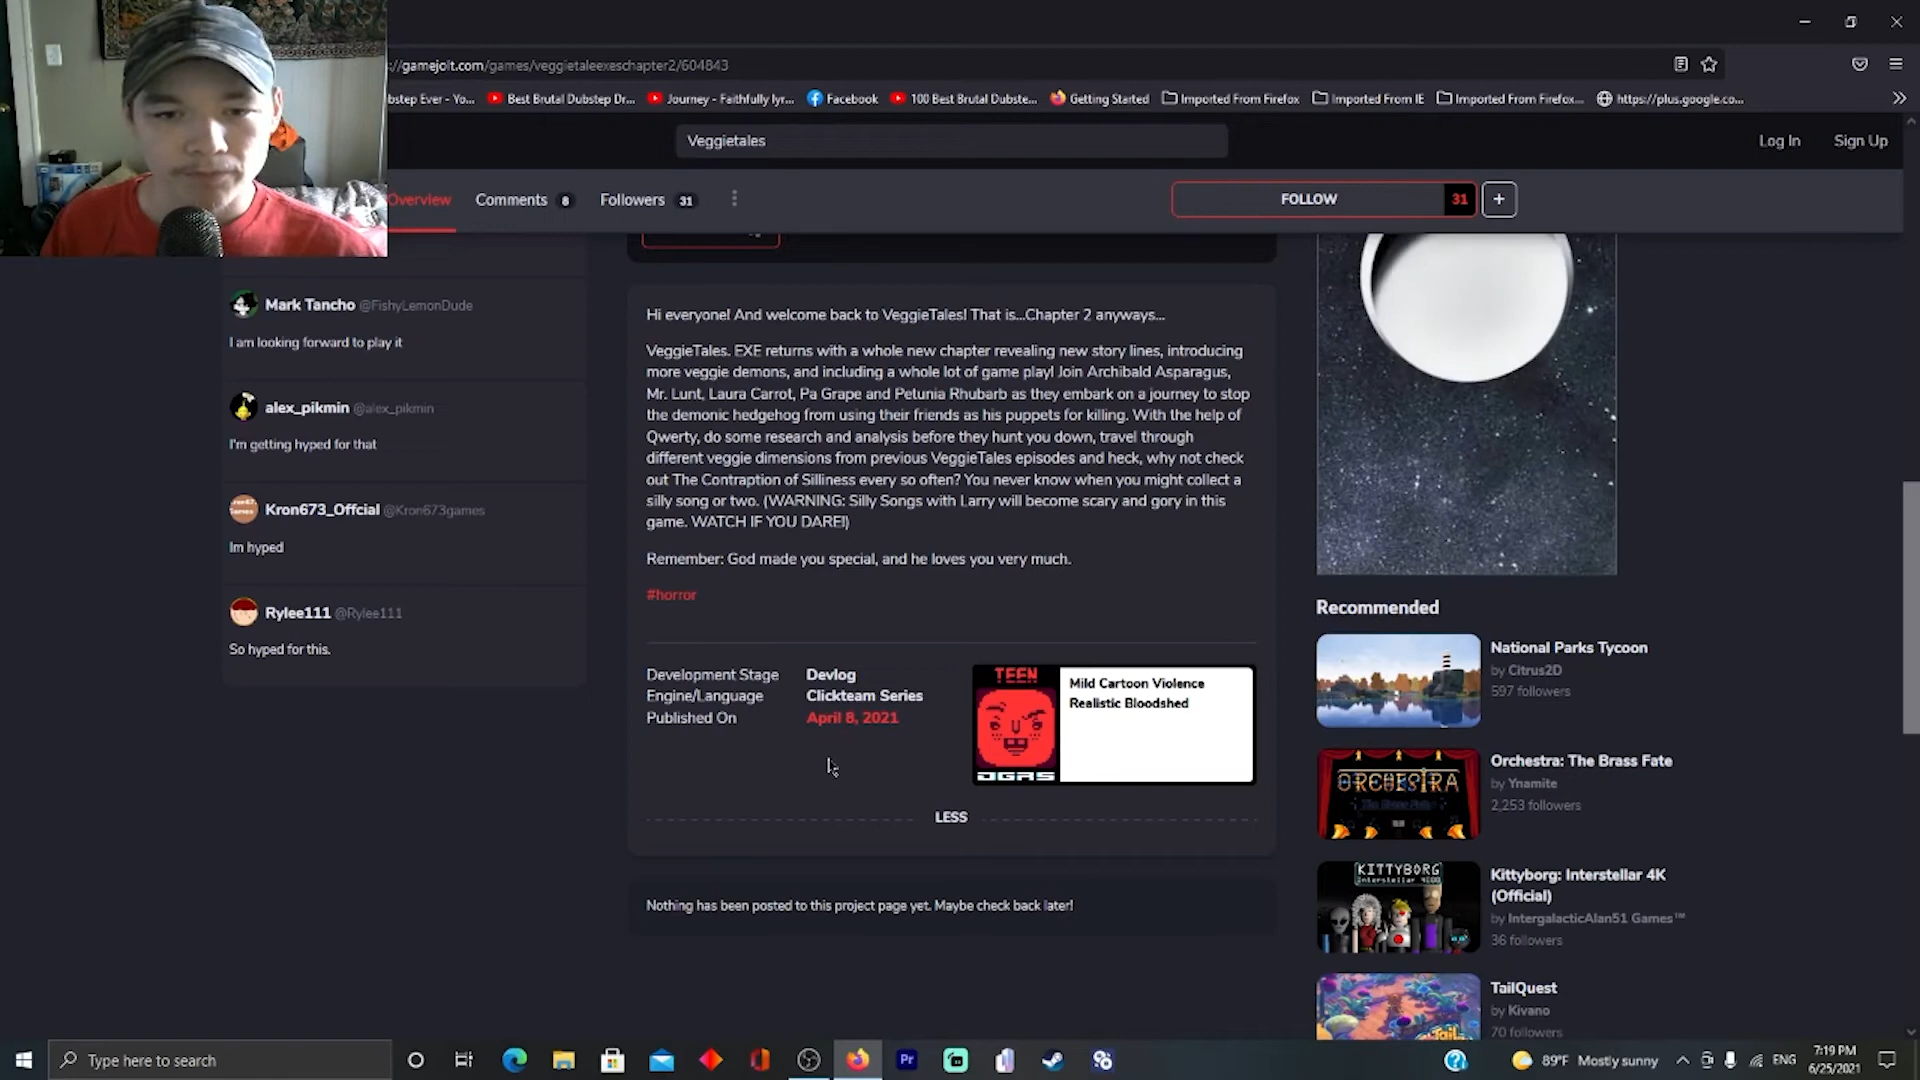 ://gamejolt.com/games/veggietaleexeschapter2/604843
bstep Ever - Yo...
Best Brutal Dubstep Dr...
Journey - Faithfully lyr...
Facebook
100 Best Brutal Dubste...
Getting Started
Imported From Firefox
Imported From IE
Imported From Firefox...
https://plus.google.co...
Veggietales
Log In
Sign Up
Overview
Comments 8
Followers 31
FOLLOW 31
Mark Tancho @FishyLemonDude
I am looking forward to play it
alex_pikmin @alex_pikmin
I'm getting hyped for that
Kron673_Offcial @Kron673games
Im hyped
Rylee111 @Rylee111
So hyped for this.
Hi everyone! And welcome back to VeggieTales! That is...Chapter 2 anyways...
VeggieTales. EXE returns with a whole new chapter revealing new story lines, introducing
more veggie demons, and including a whole lot of game play! Join Archibald Asparagus,
Mr. Lunt, Laura Carrot, Pa Grape and Petunia Rhubarb as they embark on a journey to stop
the demonic hedgehog from using their friends as his puppets for killing. With the help of
Qwerty, do some research and analysis before they hunt you down, travel through
different veggie dimensions from previous VeggieTales episodes and heck, why not check
out The Contraption of Silliness every so often? You never know when you might collect a
silly song or two. (WARNING: Silly Songs with Larry will become scary and gory in this
game. WATCH IF YOU DARE!)
Remember: God made you special, and he loves you very much.
#horror
Development Stage Devlog
Engine/Language Clickteam Series
Published On April 8, 2021
TEEN
DGAS
Mild Cartoon Violence
Realistic Bloodshed
LESS
Nothing has been posted to this project page yet. Maybe check back later!
Recommended
National Parks Tycoon
by Citrus2D
597 followers
ORCHESTRA
The Brass Fate
Orchestra: The Brass Fate
by Ynamite
2,253 followers
KITTYBORG
Kittyborg: Interstellar 4K
(Official)
by IntergalacticAlan51 Games™
36 followers
TailQuest
by Kivano
70 followers
Type here to search
Pr
89°F Mostly sunny
ENG
7:19 PM
6/25/2021